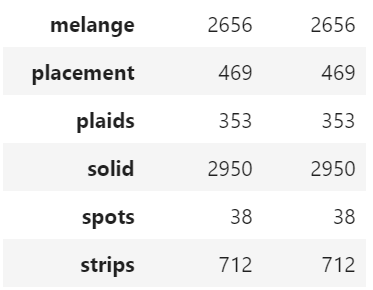 melange 2656 2656
placement 469 469
plaids 353 353
solid 2950 2950
spots 38 38
strips 712 712